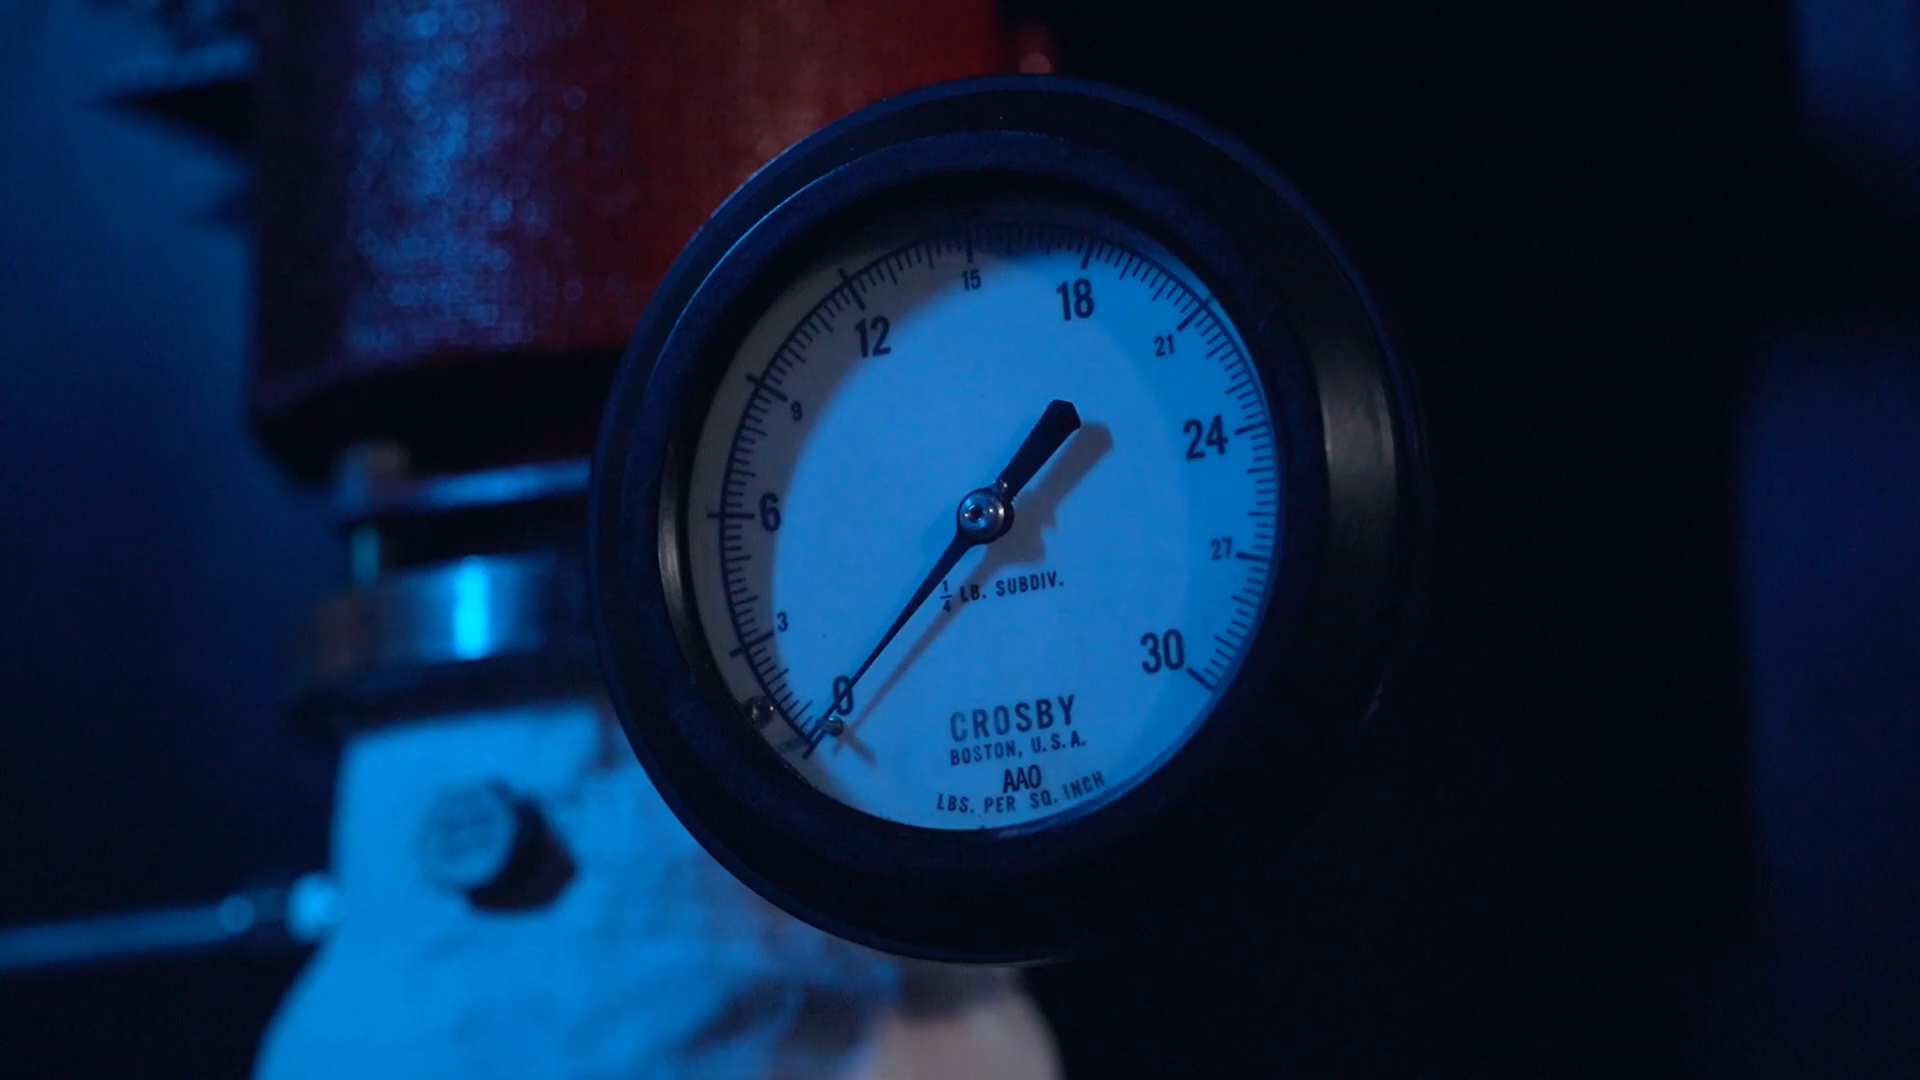 15
18
12
21
9
24
6
27
1/4 LB. SUBDIV.
3
30
0
CROSBY
BOSTON, U.S.A.
AAO
LBS. PER SQ. INCH